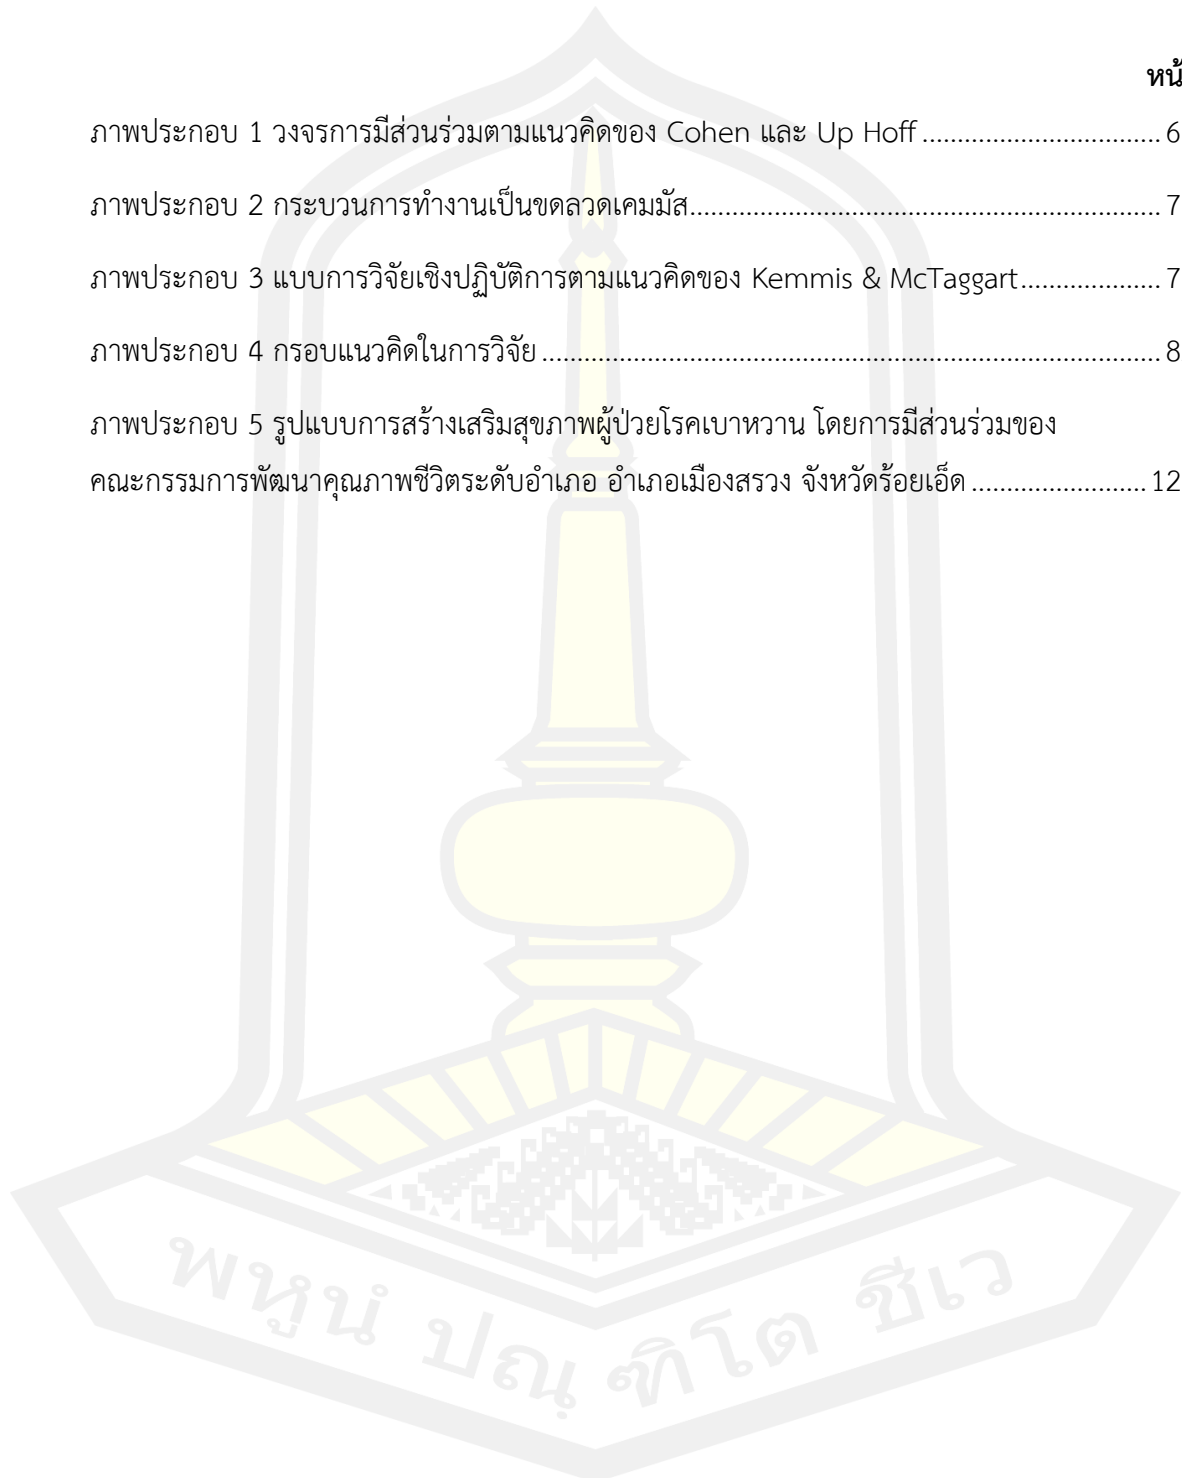 หน้
ภาพประกอบ 1 วงจรการมีส่วนร่วมตามแนวคิดของ Cohen และ Up Hoff ................................ 6
ภาพประกอบ 2 กระบวนการทำงานเป็นขดลวดเคมมัส............................................................... 7
ภาพประกอบ 3 แบบการวิจัยเชิงปฏิบัติการตามแนวคิดของ Kemmis & McTaggart................... 7
ภาพประกอบ 4 กรอบแนวคิดในการวิจัย ................................................................................... 8
ภาพประกอบ 5 รูปแบบการสร้างเสริมสุขภาพผู้ป่วยโรคเบาหวาน โดยการมีส่วนร่วมของ
คณะกรรมการพัฒนาคุณภาพชีวิตระดับอำเภอ อำเภอเมืองสรวง จังหวัดร้อยเอ็ด ........................ 12
พหูนํ ปณฺฑิโต ชีเว